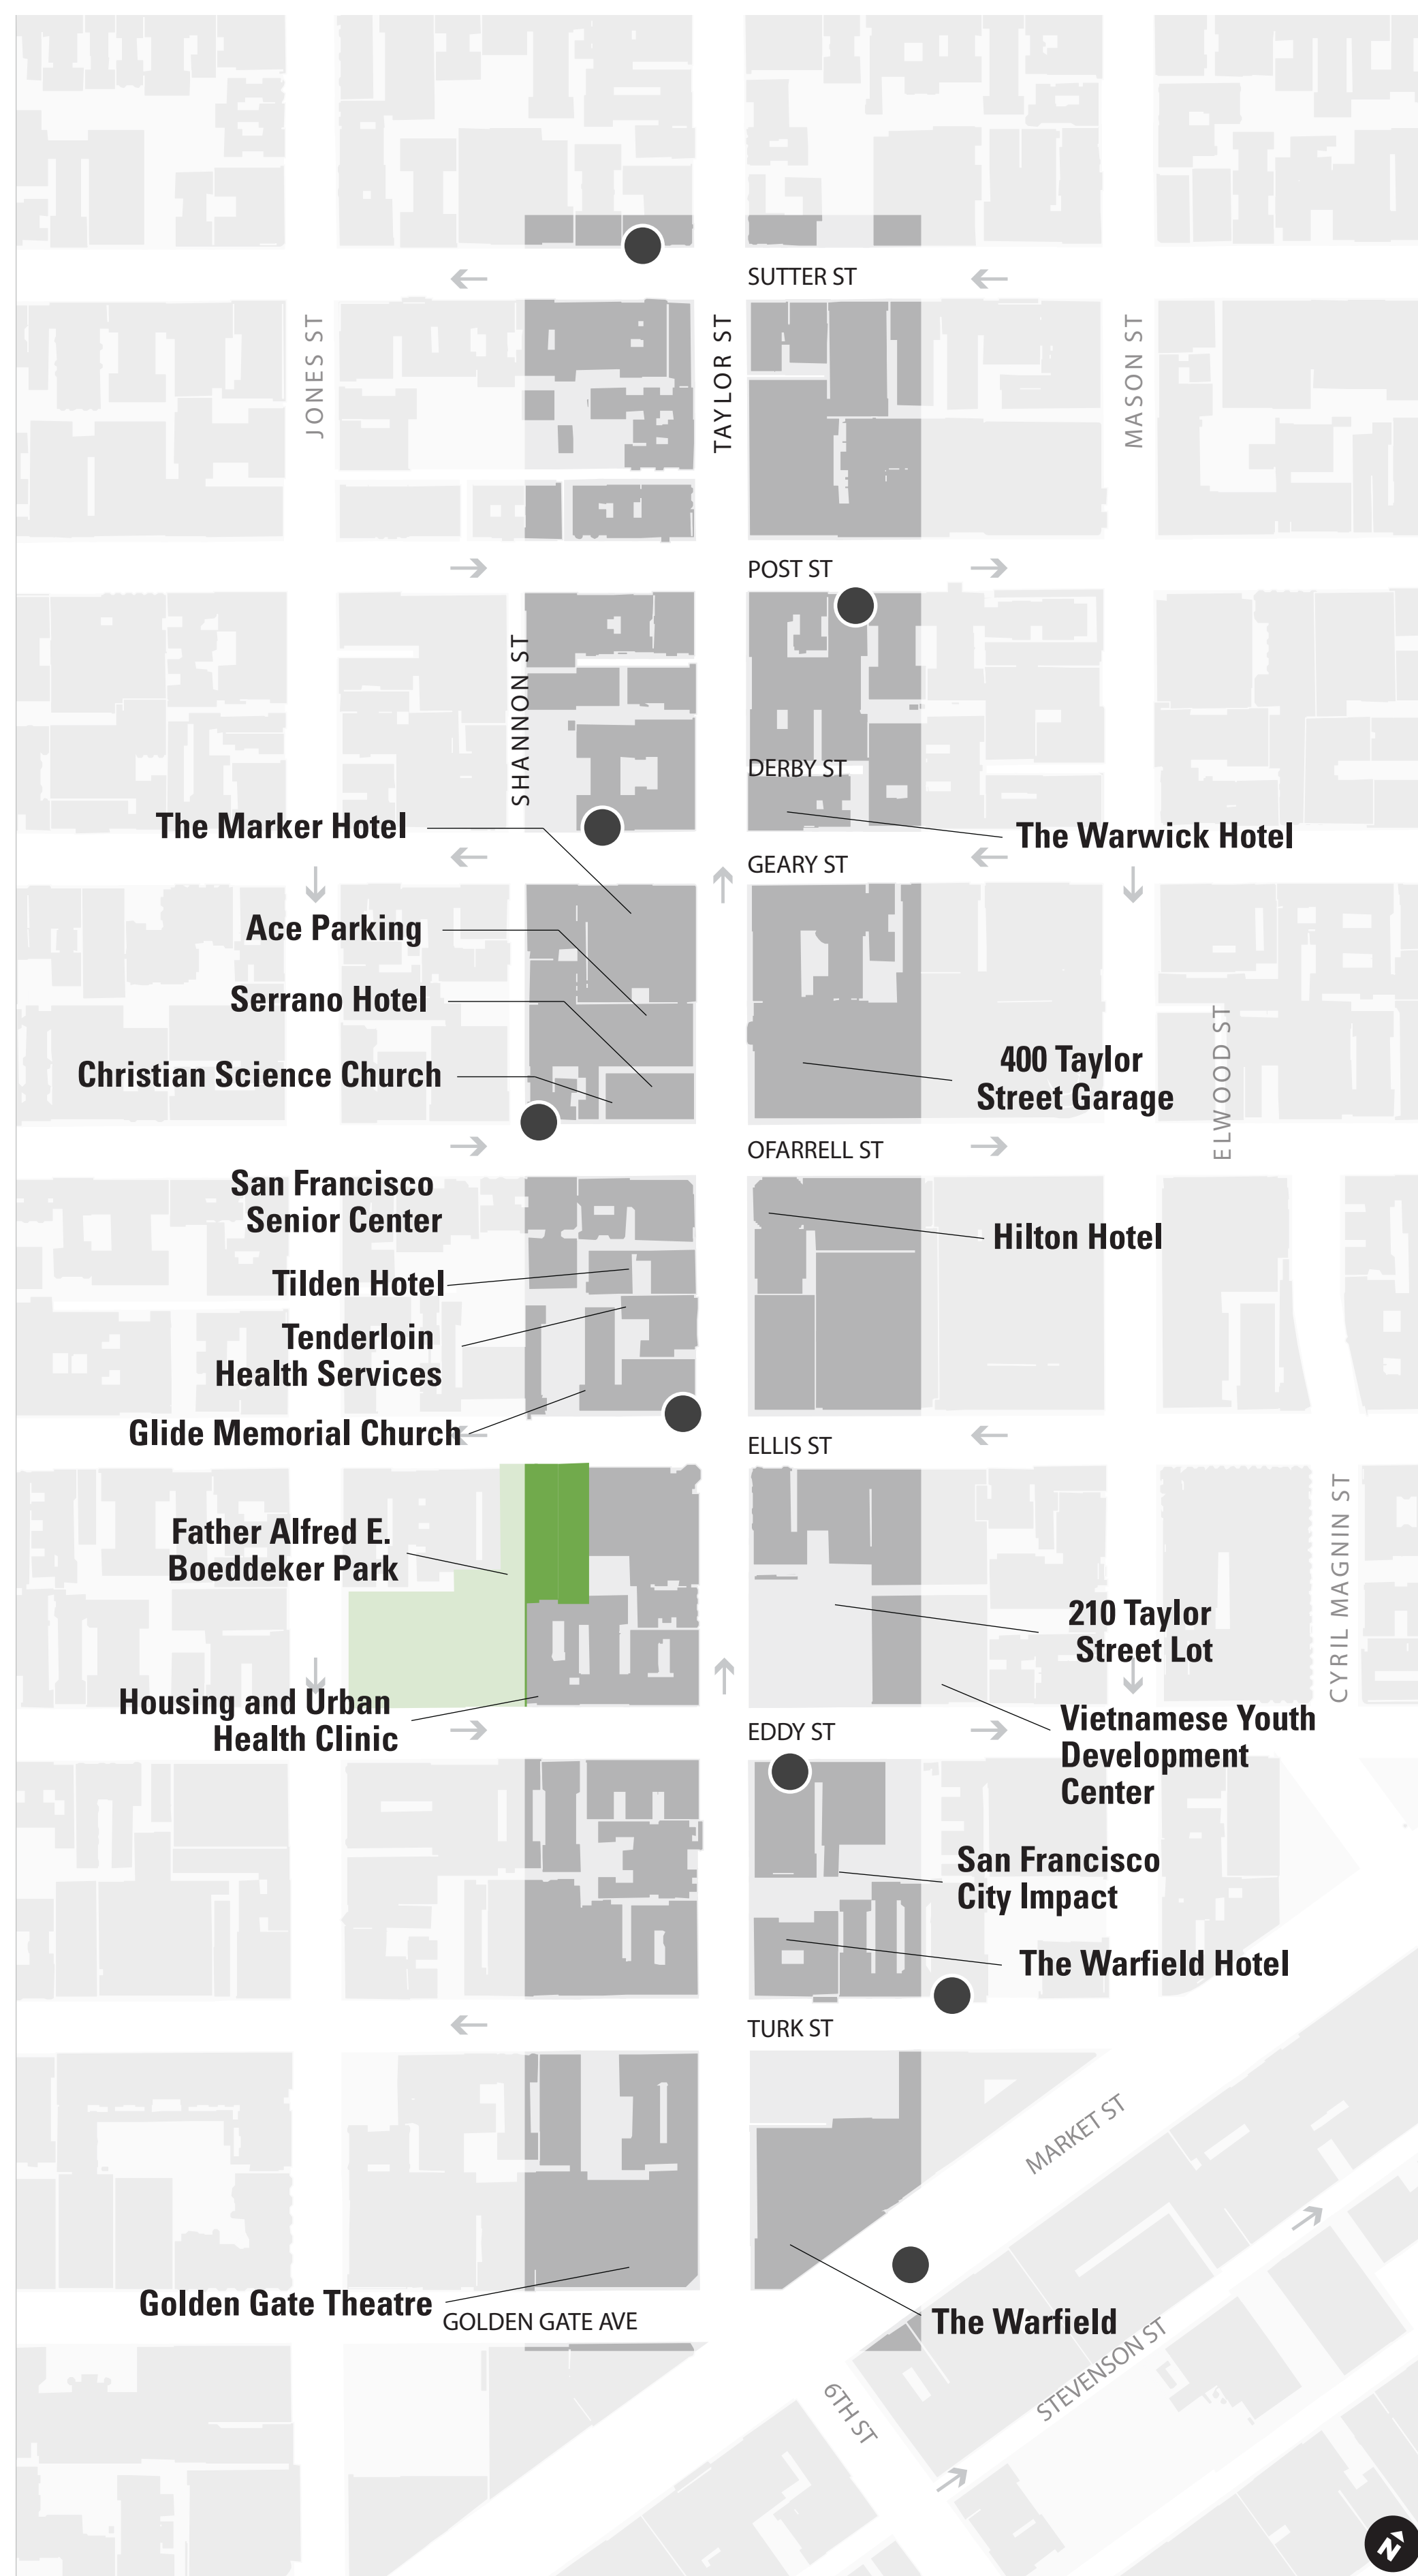 SUTTER ST
JONES ST
TAYLOR ST
MASON ST
POST ST
SHANNON ST
DERBY ST
The Marker Hotel
The Warwick Hotel
GEARY ST
Ace Parking
Serrano Hotel
Christian Science Church
400 Taylor
Street Garage
ELWOOD ST
OFARRELL ST
San Francisco
Senior Center
Hilton Hotel
Tilden Hotel
Tenderloin
Health Services
Glide Memorial Church
ELLIS ST
Father Alfred E.
Boeddeker Park
CYRIL MAGNIN ST
210 Taylor
Street Lot
Housing and Urban
Health Clinic
EDDY ST
Vietnamese Youth
Development
Center
San Francisco
City Impact
The Warfield Hotel
TURK ST
MARKET ST
Golden Gate Theatre
GOLDEN GATE AVE
The Warfield
STEVENSON ST
6TH ST
N